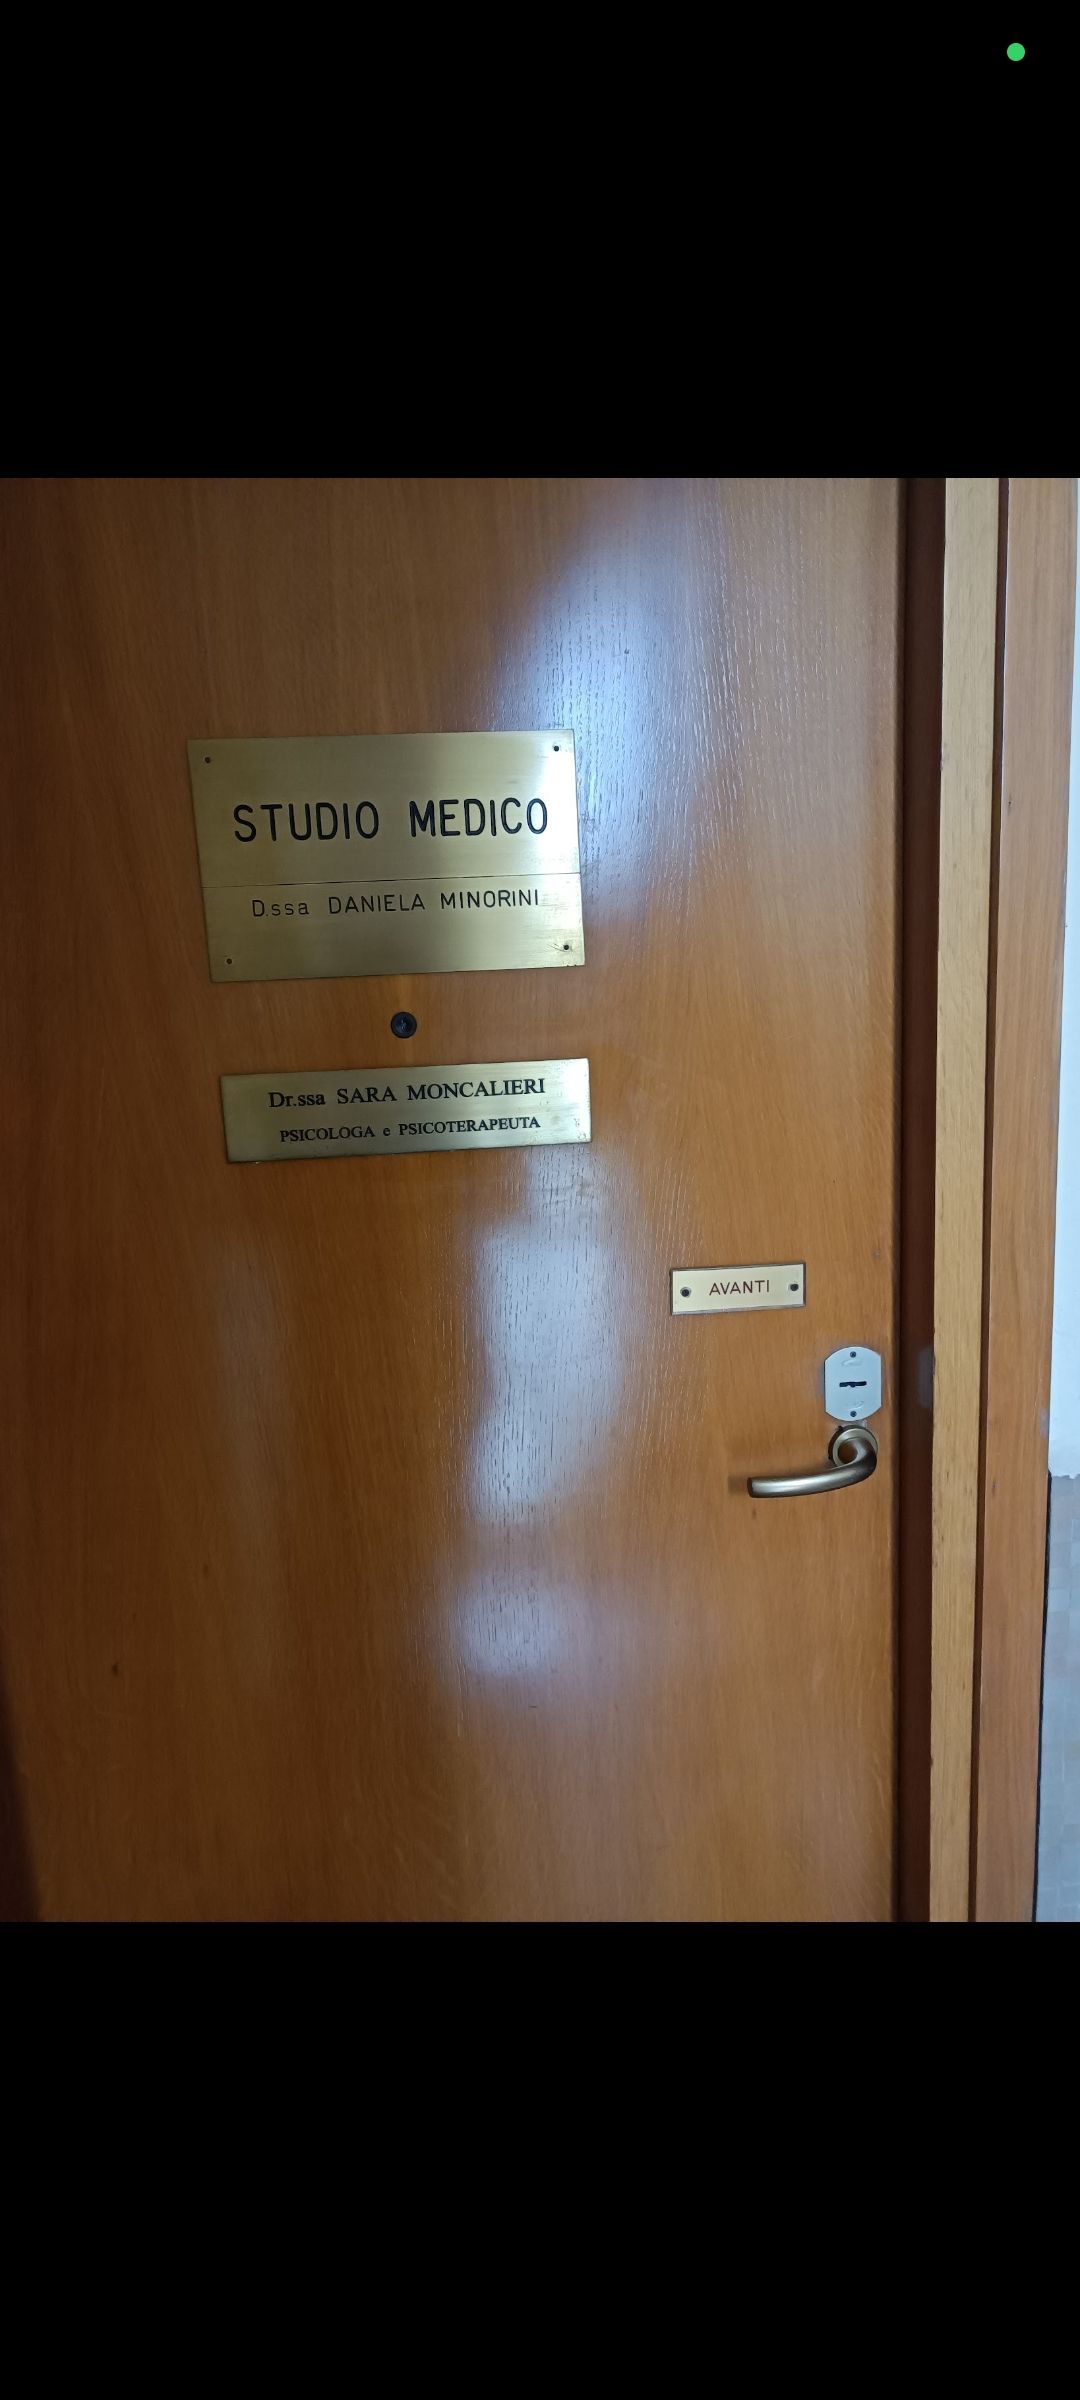 STUDIO MEDICO
D.ssa DANIELA MINORINI
Dr.ssa SARA MONCALIERI
PSICOLOGA e PSICOTERAPEUTA
AVANTI